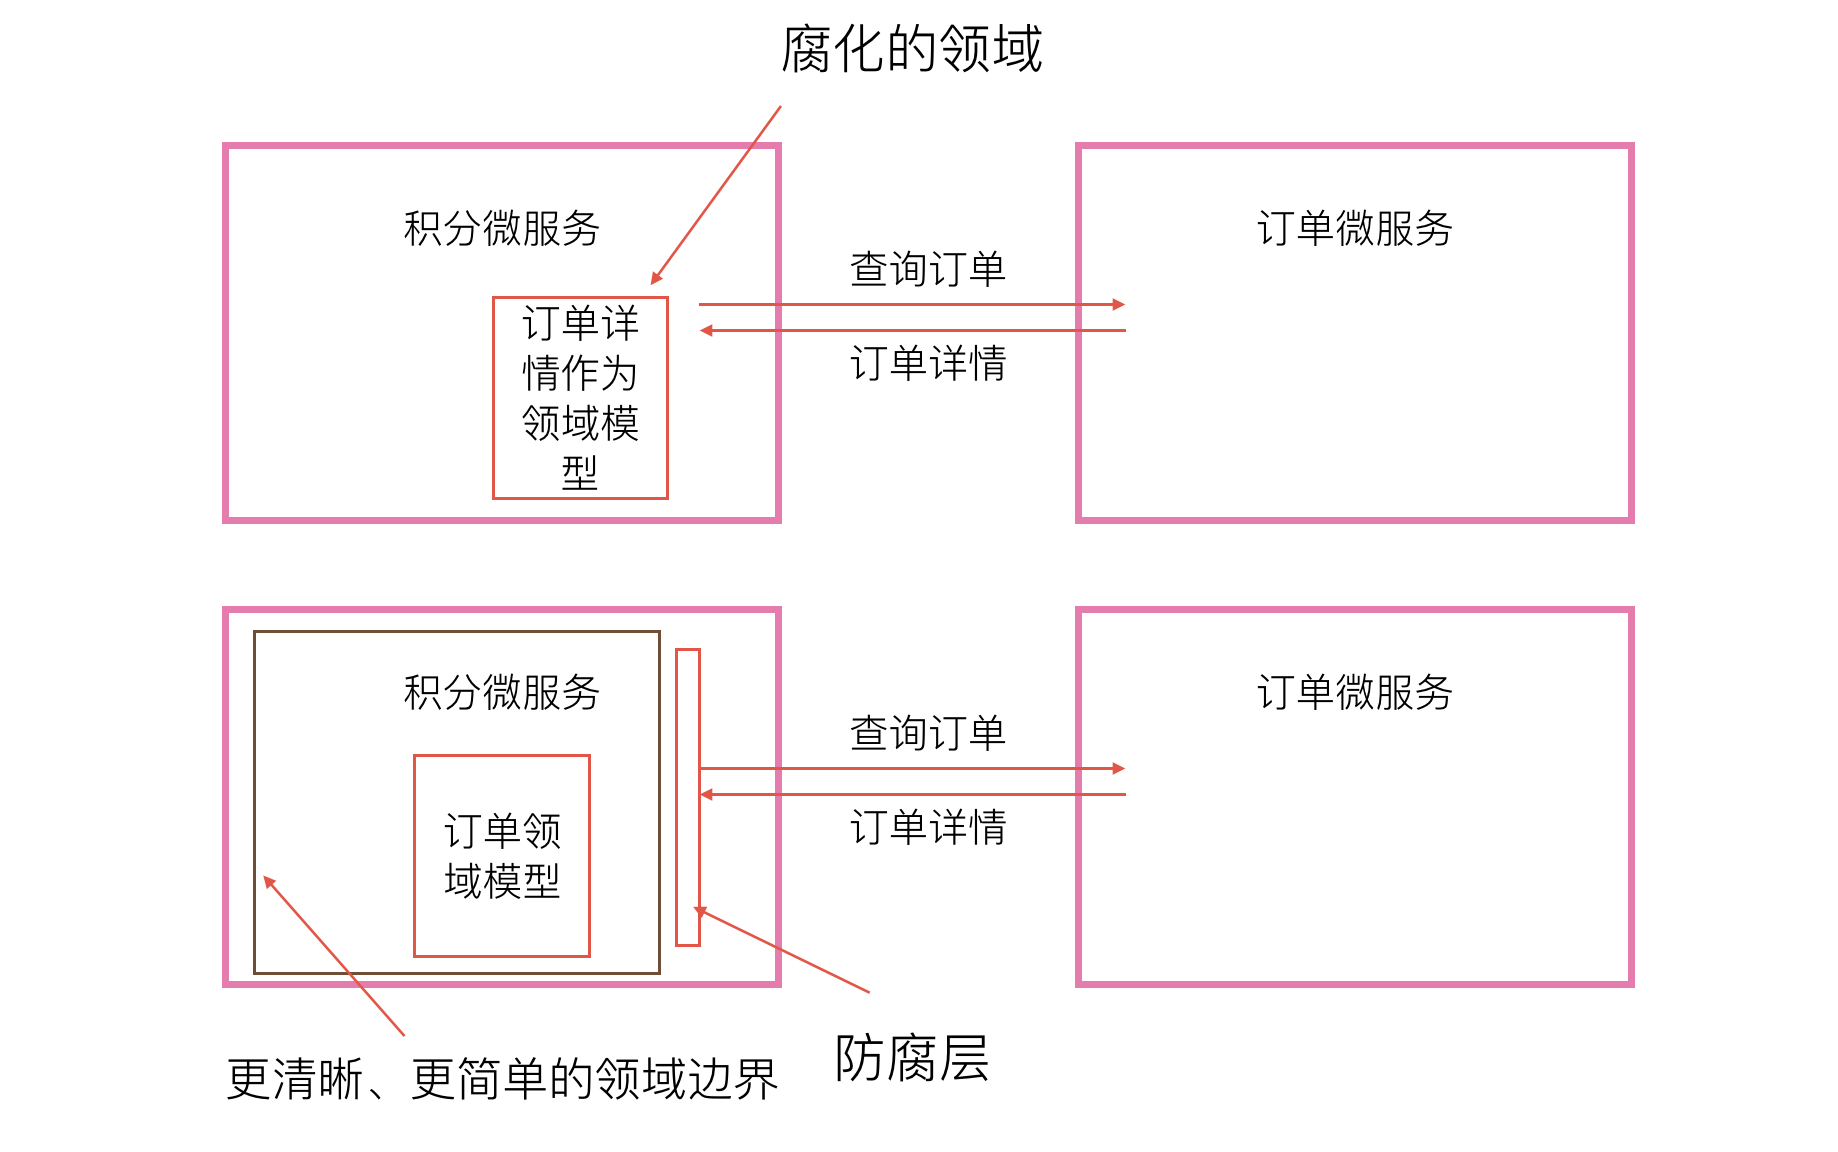 腐化的领域
积分微服务
订单微服务
查询订单
订单详情
订单详
情作为
领域模
型
积分微服务
订单微服务
查询订单
订单详情
订单领
域模型
防腐层
更清晰、更简单的领域边界